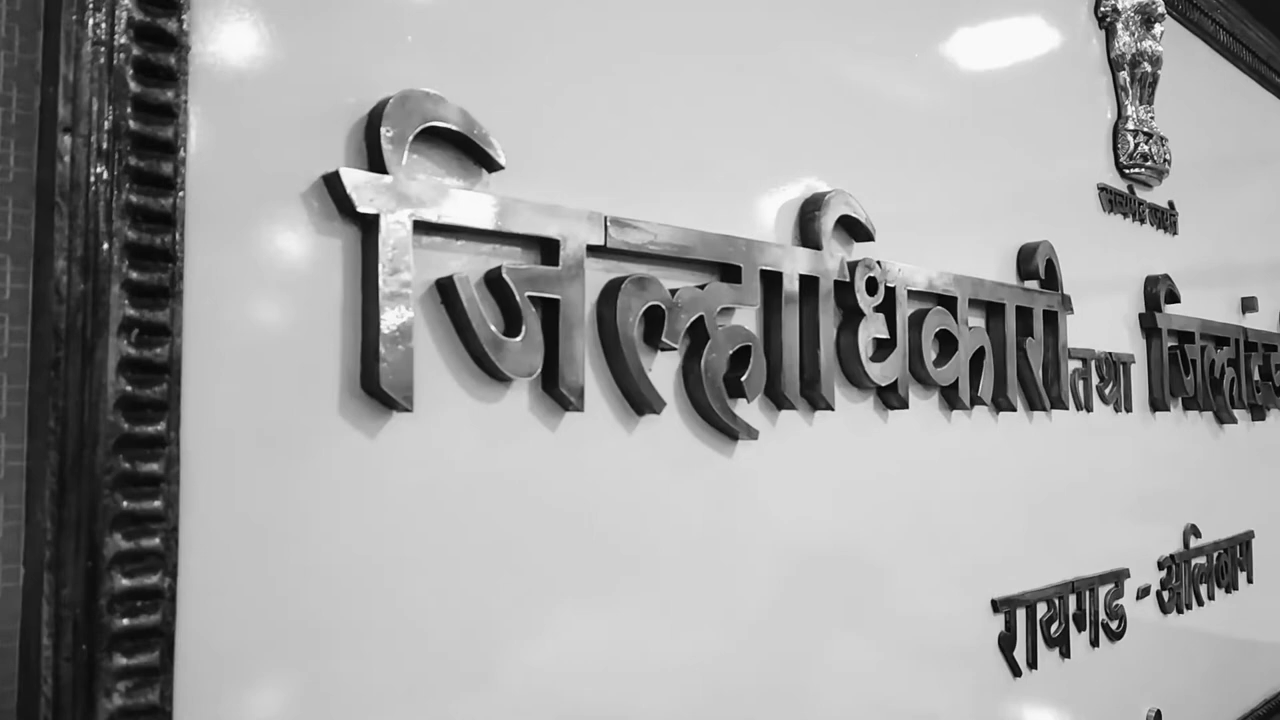 सत्यमेव जयते
जिल्हाधिकारी तथा
रायगड - अलिबाग